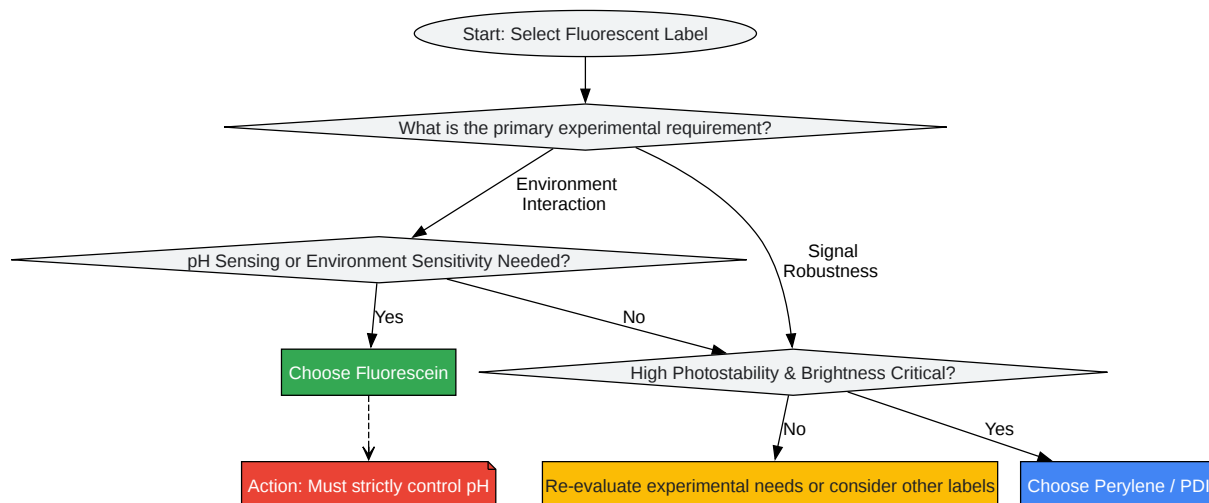 Start: Select Fluorescent Label
What is the primary experimental requirement?
Environment
Interaction
pH Sensing or Environment Sensitivity Needed?
Signal
Robustness
Yes
No
Choose Fluorescein
High Photostability & Brightness Critical?
No
Yes
Action: Must strictly control pH
Re-evaluate experimental needs or consider other labels
Choose Perylene / PDI